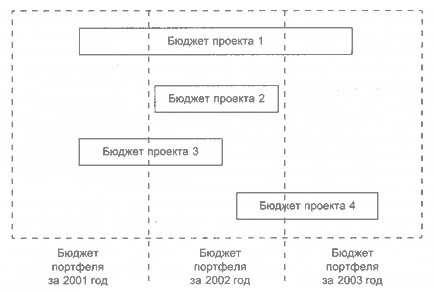 Бюджет проекта 1
Бюджет проекта 2
Бюджет проекта 3
Бюджет проекта 4
Бюджет
портфеля
за 2001 год
Бюджет
портфеля
за 2002 год
Бюджет
портфеля
за 2003 год